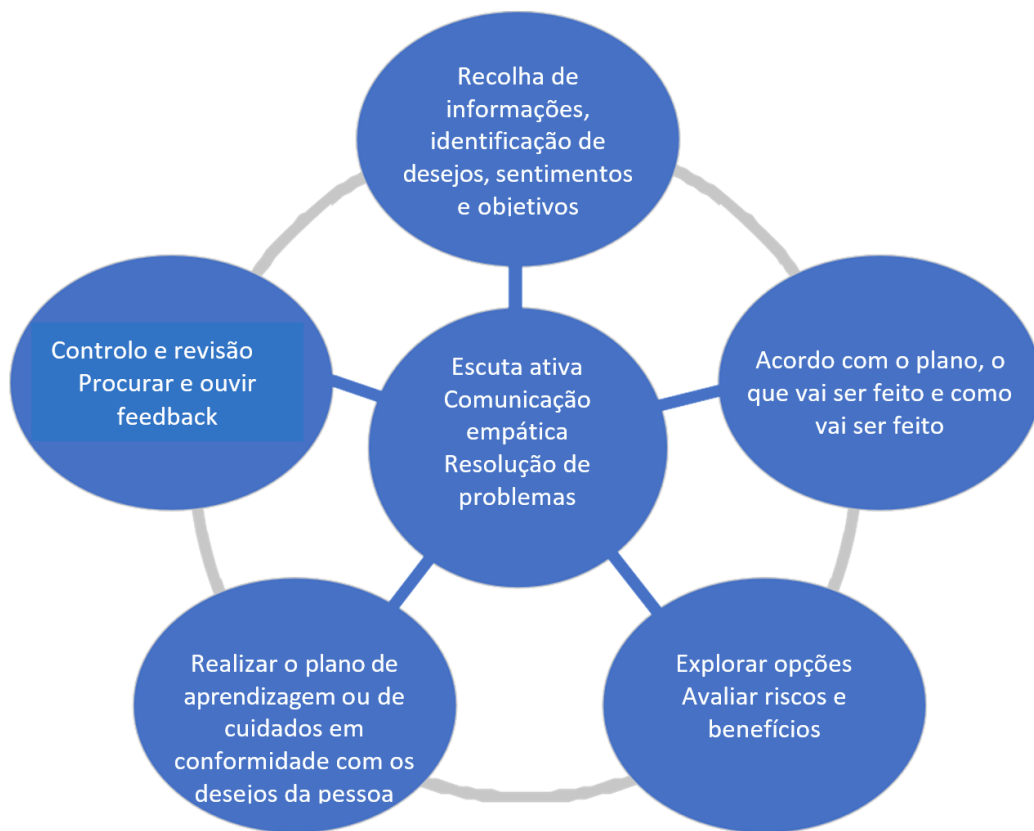 Recolha de
informações,
identificação de
desejos, sentimentos
e objetivos
Acordo com o plano, o
que vai ser feito e como
vai ser feito
Explorar opções
Avaliar riscos e
benefícios
Realizar o plano de
aprendizagem ou de
cuidados em
conformidade com os
desejos da pessoa
Controlo e revisão
Procurar e ouvir
feedback
Escuta ativa
Comunicação
empática
Resolução de
problemas